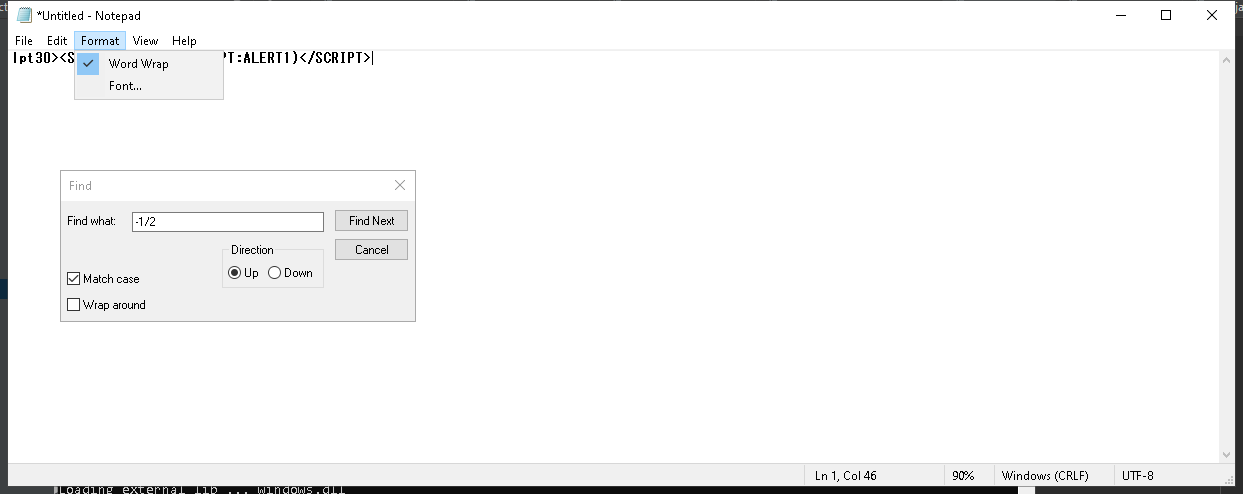 *Untitled - Notepad
File Edit Format View Help
lpt30><S PT:ALERT1)</SCRIPT>
Word Wrap
Font...
Find
Find what: -1/2
Find Next
Direction
Cancel
Up Down
Match case
Wrap around
Ln 1, Col 46 90% Windows (CRLF) UTF-8
Loading external lib ... windows.dll